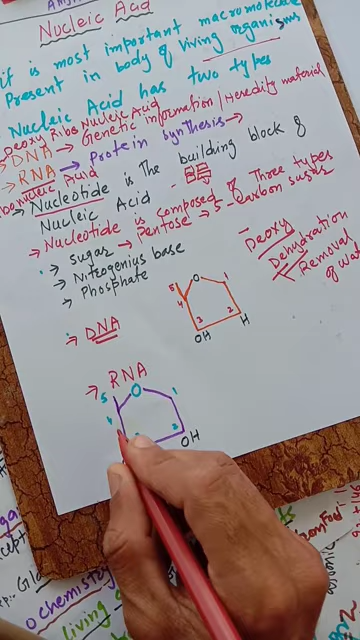 Nucleic Acid
it is most important macromolecule
Present in body of living organisms
Nucleic Acid has two types
Deoxy Ribo Nucleic Acid
→ DNA → Genetic information / Heredity material
→ RNA → Protein synthesis →
Ribonucleic Acid
→ Nucleotide is the building block of
Nucleic Acid
→ Nucleotide is composed of Three types
→ sugar → Pentose → 5-Carbon sugar
→ Nitrogenius base
→ Phosphate
Deoxy
Dehydration
Removal
of wat
→ DNA
O
5
1
4
3
2
OH
H
→ RNA
5
O
1
4
2
OH